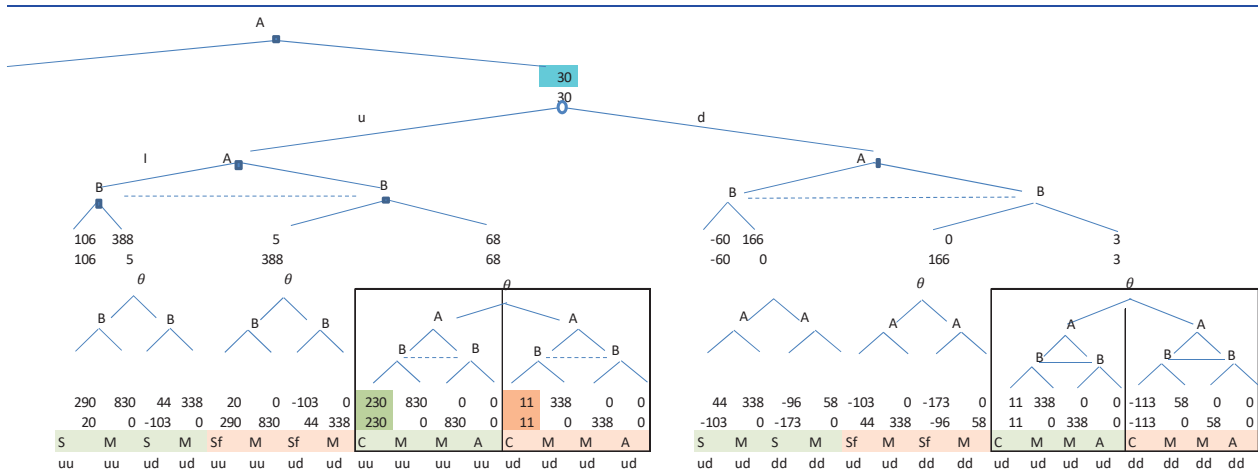 A
30
30
u d
I A A
B B B B
106 388 5 68 -60 166 0 3
106 5 388 68 -60 0 166 3
θ θ θ θ θ
A A A A A A A A
B B B B B B B B B B B B
290 830 44 338 20 0 -103 0 230 830 0 0 11 338 0 0 44 338 -96 58 -103 0 -173 0 11 338 0 0 -113 58 0 0
20 0 -103 0 290 830 44 338 230 0 830 0 11 0 338 0 -103 0 -173 0 44 338 -96 58 11 0 338 0 -113 0 58 0
S M S M Sf M Sf M C M M A C M M A S M S M Sf M Sf M C M M A C M M A
uu uu ud ud uu uu ud ud uu uu uu uu ud ud ud ud ud ud dd dd ud ud dd dd ud ud ud ud dd dd dd dd